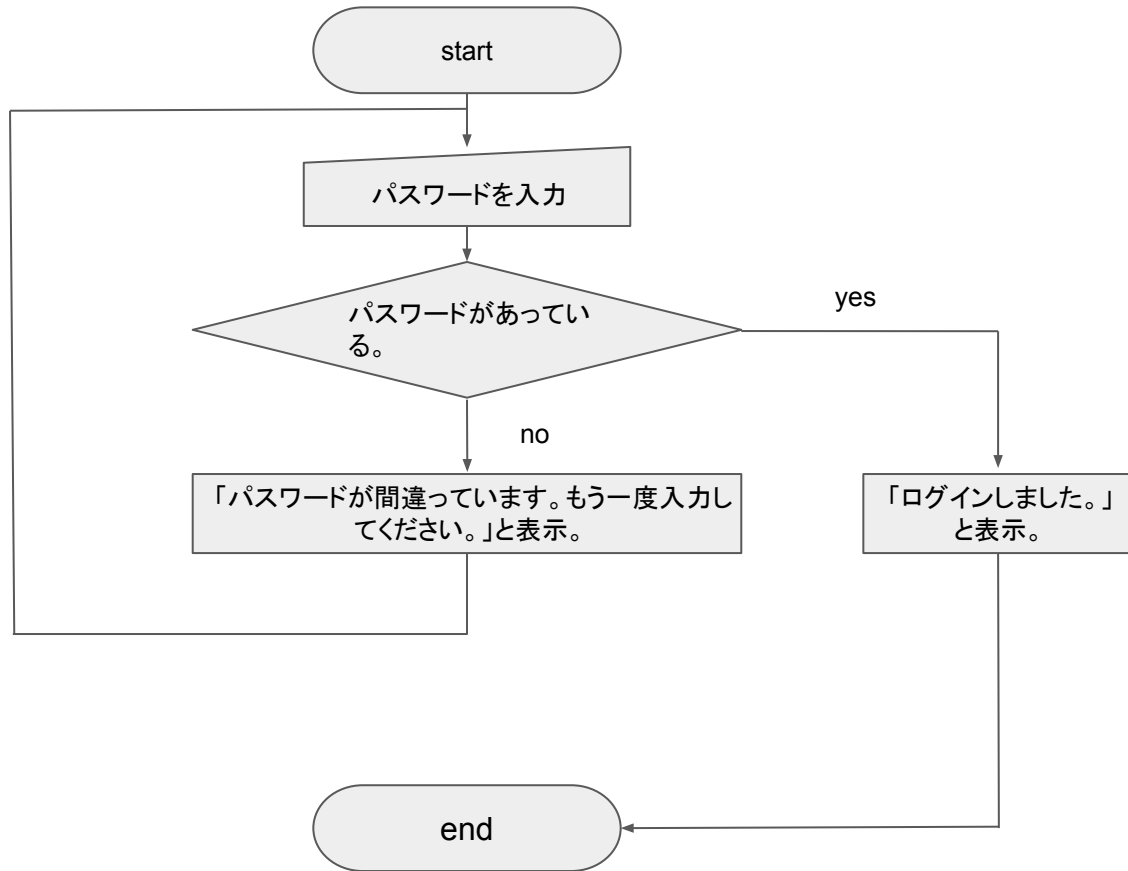 start
パスワードを入力
パスワードがあってい
る。
yes
no
「パスワードが間違っています。もう一度入力し
てください。」と表示。
「ログインしました。」
と表示。
end